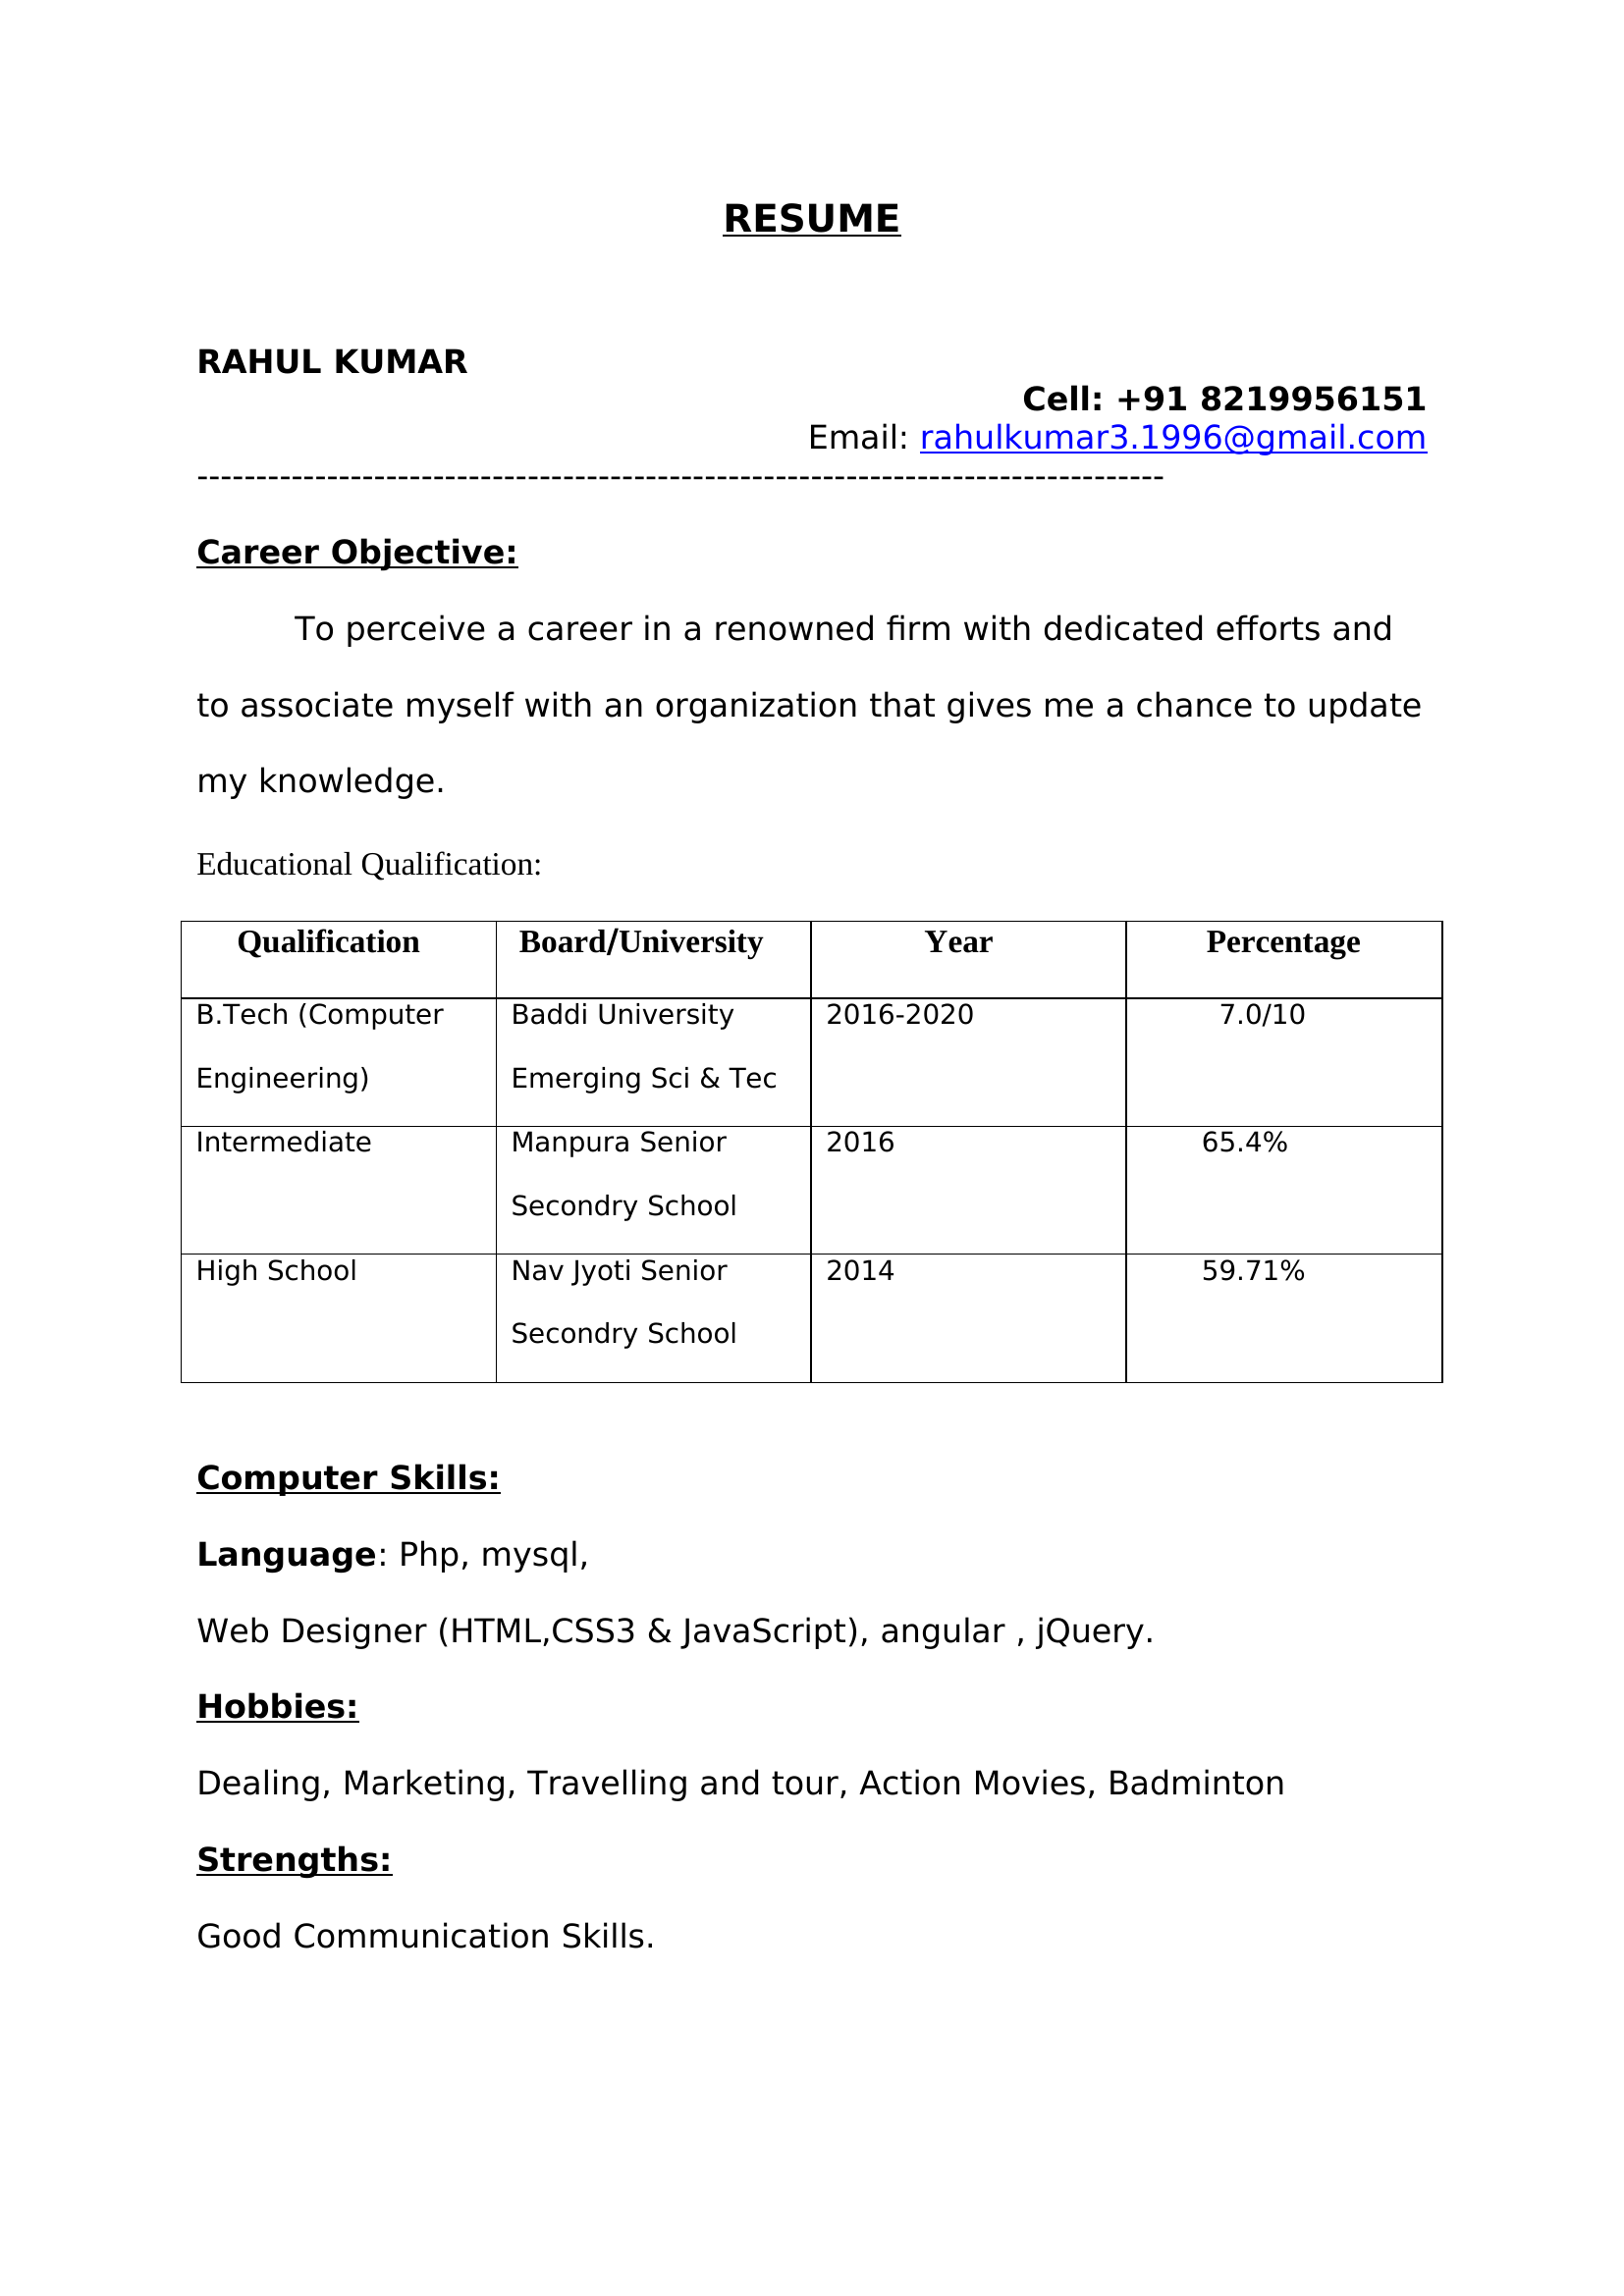 RESUME
RAHUL KUMAR
Cell: +91 8219956151
Email: rahulkumar3.1996@gmail.com
----------------------------------------------------------------------------------
Career Objective:
To perceive a career in a renowned firm with dedicated efforts and
to associate myself with an organization that gives me a chance to update
my knowledge.
Educational Qualification:
Qualification Board/University Year Percentage
B.Tech (Computer Baddi University 2016-2020 7.0/10
Engineering) Emerging Sci & Tec
Intermediate Manpura Senior 2016 65.4%
Secondry School
High School Nav Jyoti Senior 2014 59.71%
Secondry School
Computer Skills:
Language: Php, mysql,
Web Designer (HTML,CSS3 & JavaScript), angular , jQuery.
Hobbies:
Dealing, Marketing, Travelling and tour, Action Movies, Badminton
Strengths:
Good Communication Skills.